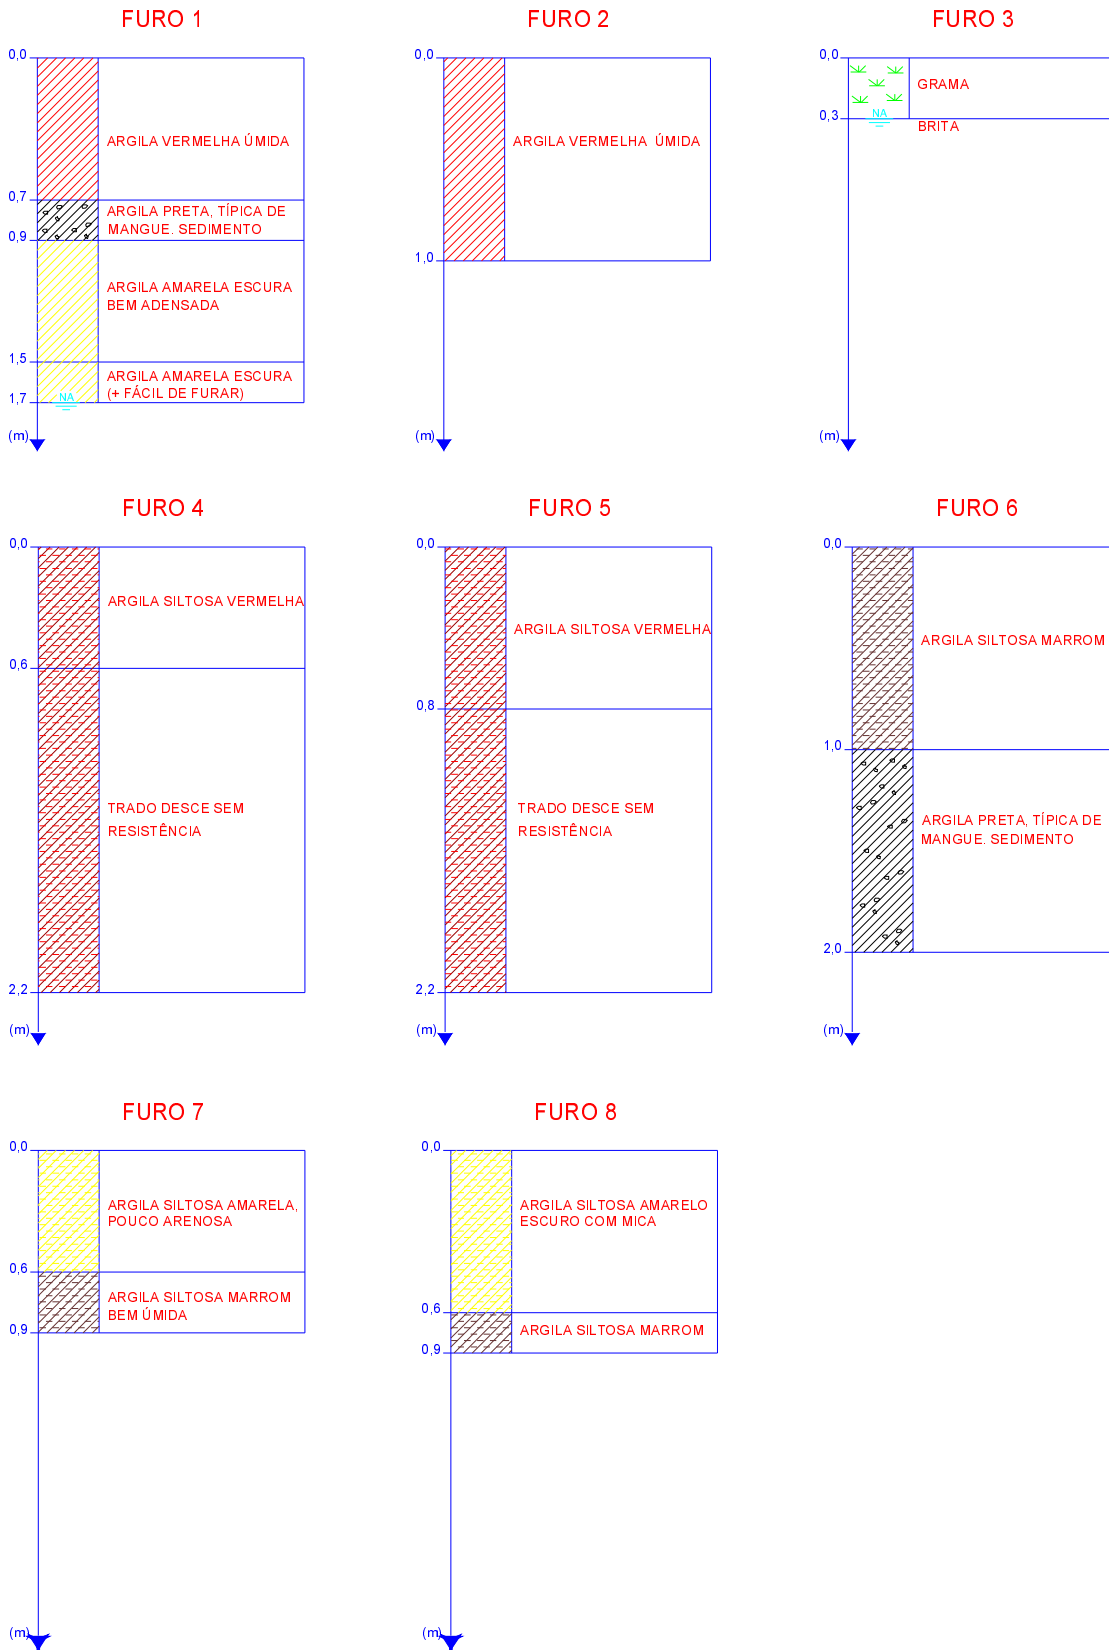 FURO 1
0,0
ARGILA VERMELHA ÚMIDA
0,7
ARGILA PRETA, TÍPICA DE
MANGUE. SEDIMENTO
0,9
ARGILA AMARELA ESCURA
BEM ADENSADA
1,5
ARGILA AMARELA ESCURA
(+ FÁCIL DE FURAR)
1,7
NA
(m)
FURO 2
0,0
ARGILA VERMELHA ÚMIDA
1,0
(m)
FURO 3
0,0
GRAMA
NA
0,3
BRITA
(m)
FURO 4
0,0
ARGILA SILTOSA VERMELHA
0,6
TRADO DESCE SEM
RESISTÊNCIA
2,2
(m)
FURO 5
0,0
ARGILA SILTOSA VERMELHA
0,8
TRADO DESCE SEM
RESISTÊNCIA
2,2
(m)
FURO 6
0,0
ARGILA SILTOSA MARROM
1,0
ARGILA PRETA, TÍPICA DE
MANGUE. SEDIMENTO
2,0
(m)
FURO 7
0,0
ARGILA SILTOSA AMARELA,
POUCO ARENOSA
0,6
ARGILA SILTOSA MARROM
BEM ÚMIDA
0,9
(m)
FURO 8
0,0
ARGILA SILTOSA AMARELO
ESCURO COM MICA
0,6
ARGILA SILTOSA MARROM
0,9
(m)